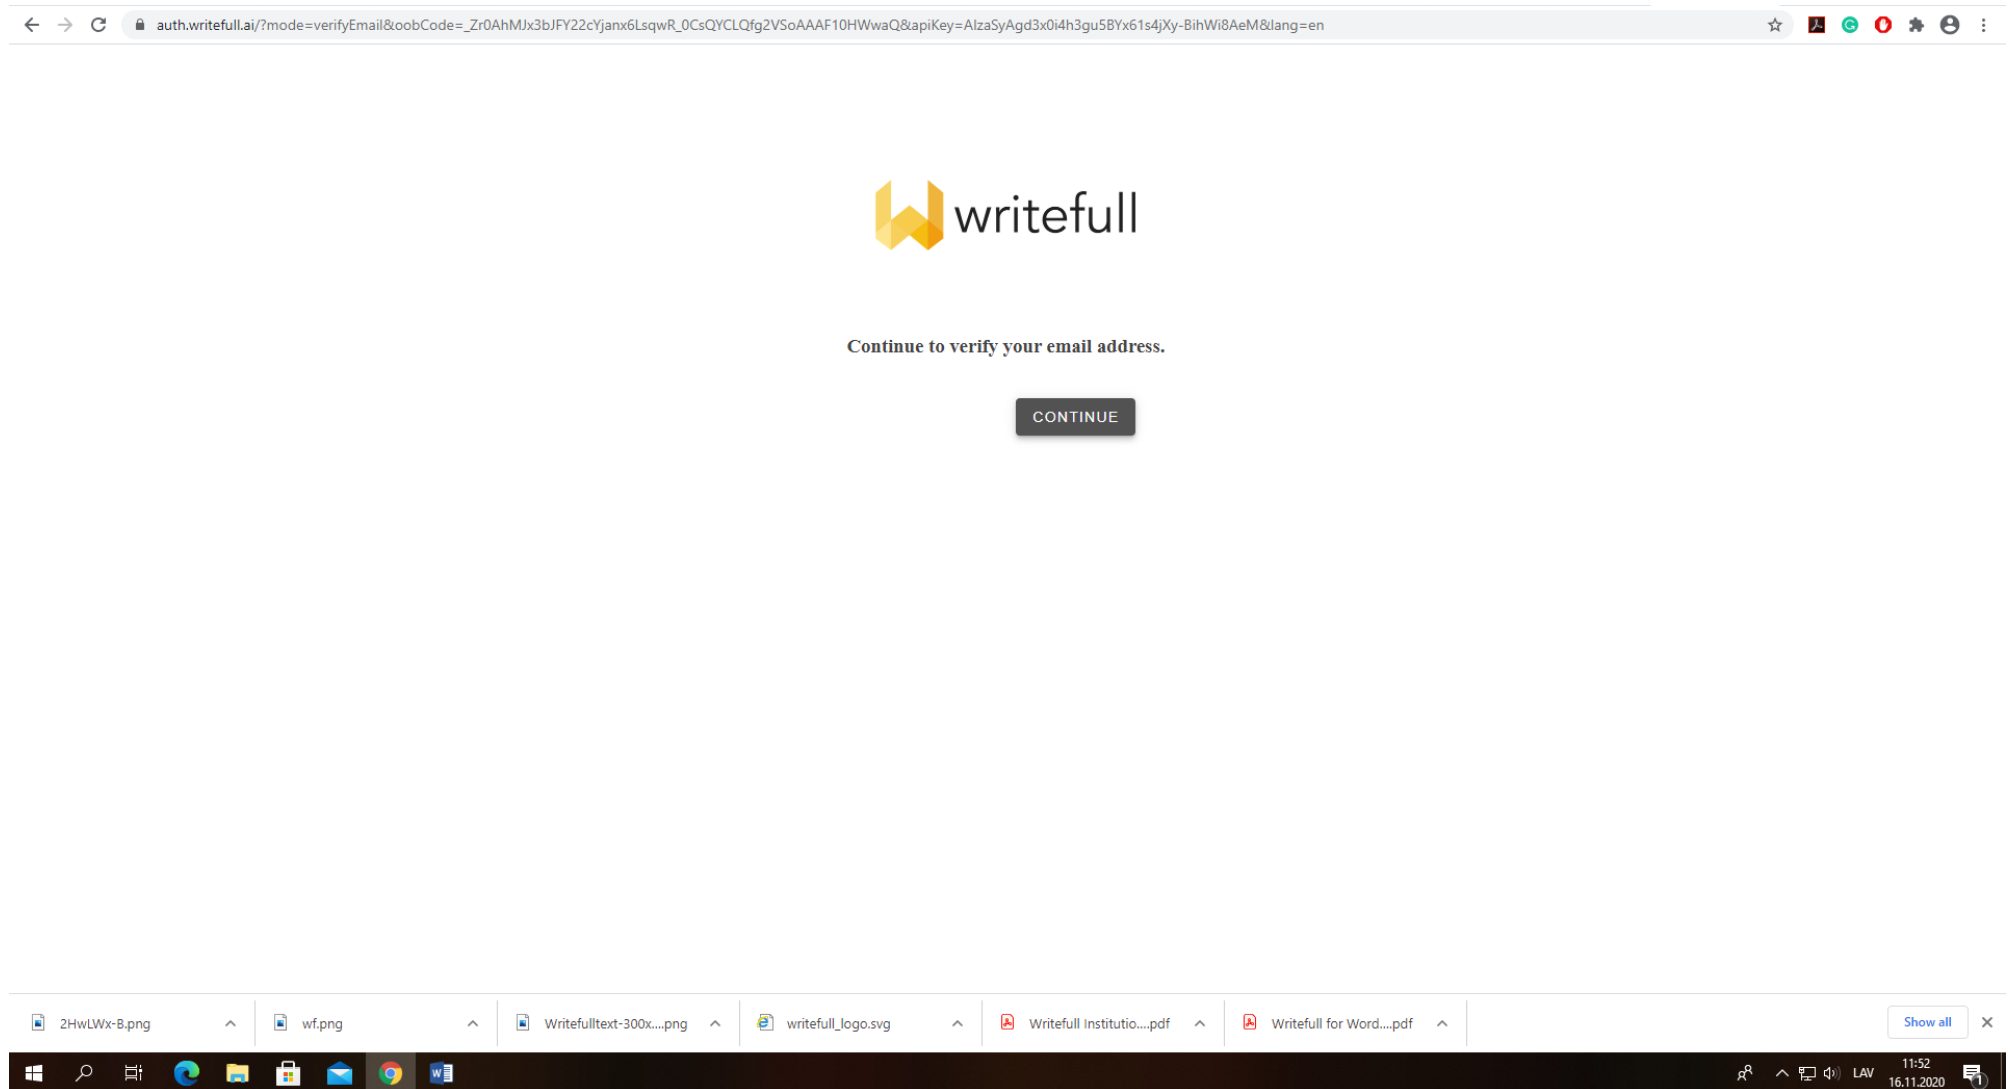 auth.writefull.ai/?mode=verifyEmail&oobCode=_Zr0AhMJx3bJFY22cYjanx6LsqwR_0CsQYCLQfg2VSoAAAF10HWwaQ&apiKey=AIzaSyAgd3x0i4h3gu5BYx61s4jXy-BihWi8AeM&lang=en
writefull
Continue to verify your email address.
CONTINUE
2HwLWx-B.png
wf.png
Writefulltext-300x....png
writefull_logo.svg
Writefull Institutio....pdf
Writefull for Word....pdf
Show all
LAV
11:52
16.11.2020
1